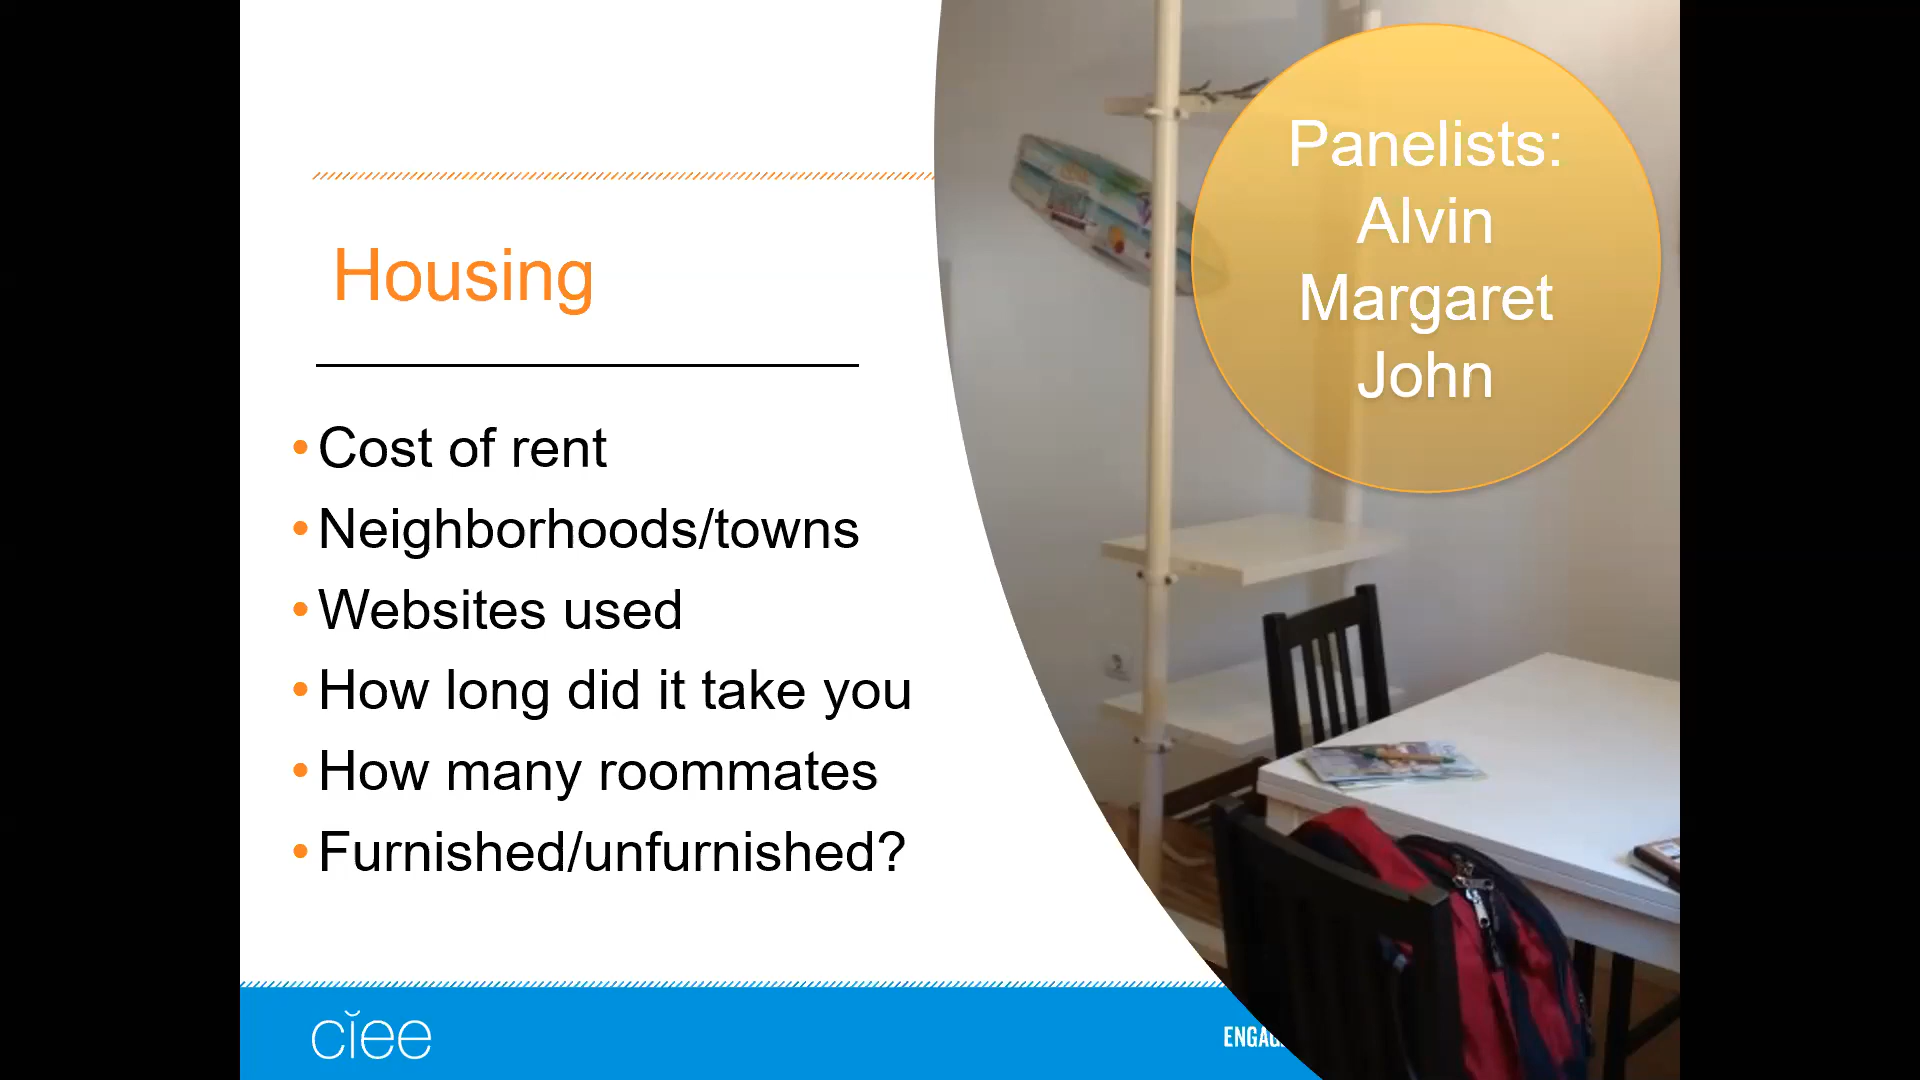 Panelists:
Alvin
Margaret
John
Housing
•Cost of rent
•Neighborhoods/towns
•Websites used
•How long did it take you
•How many roommates
•Furnished/unfurnished?
ciee